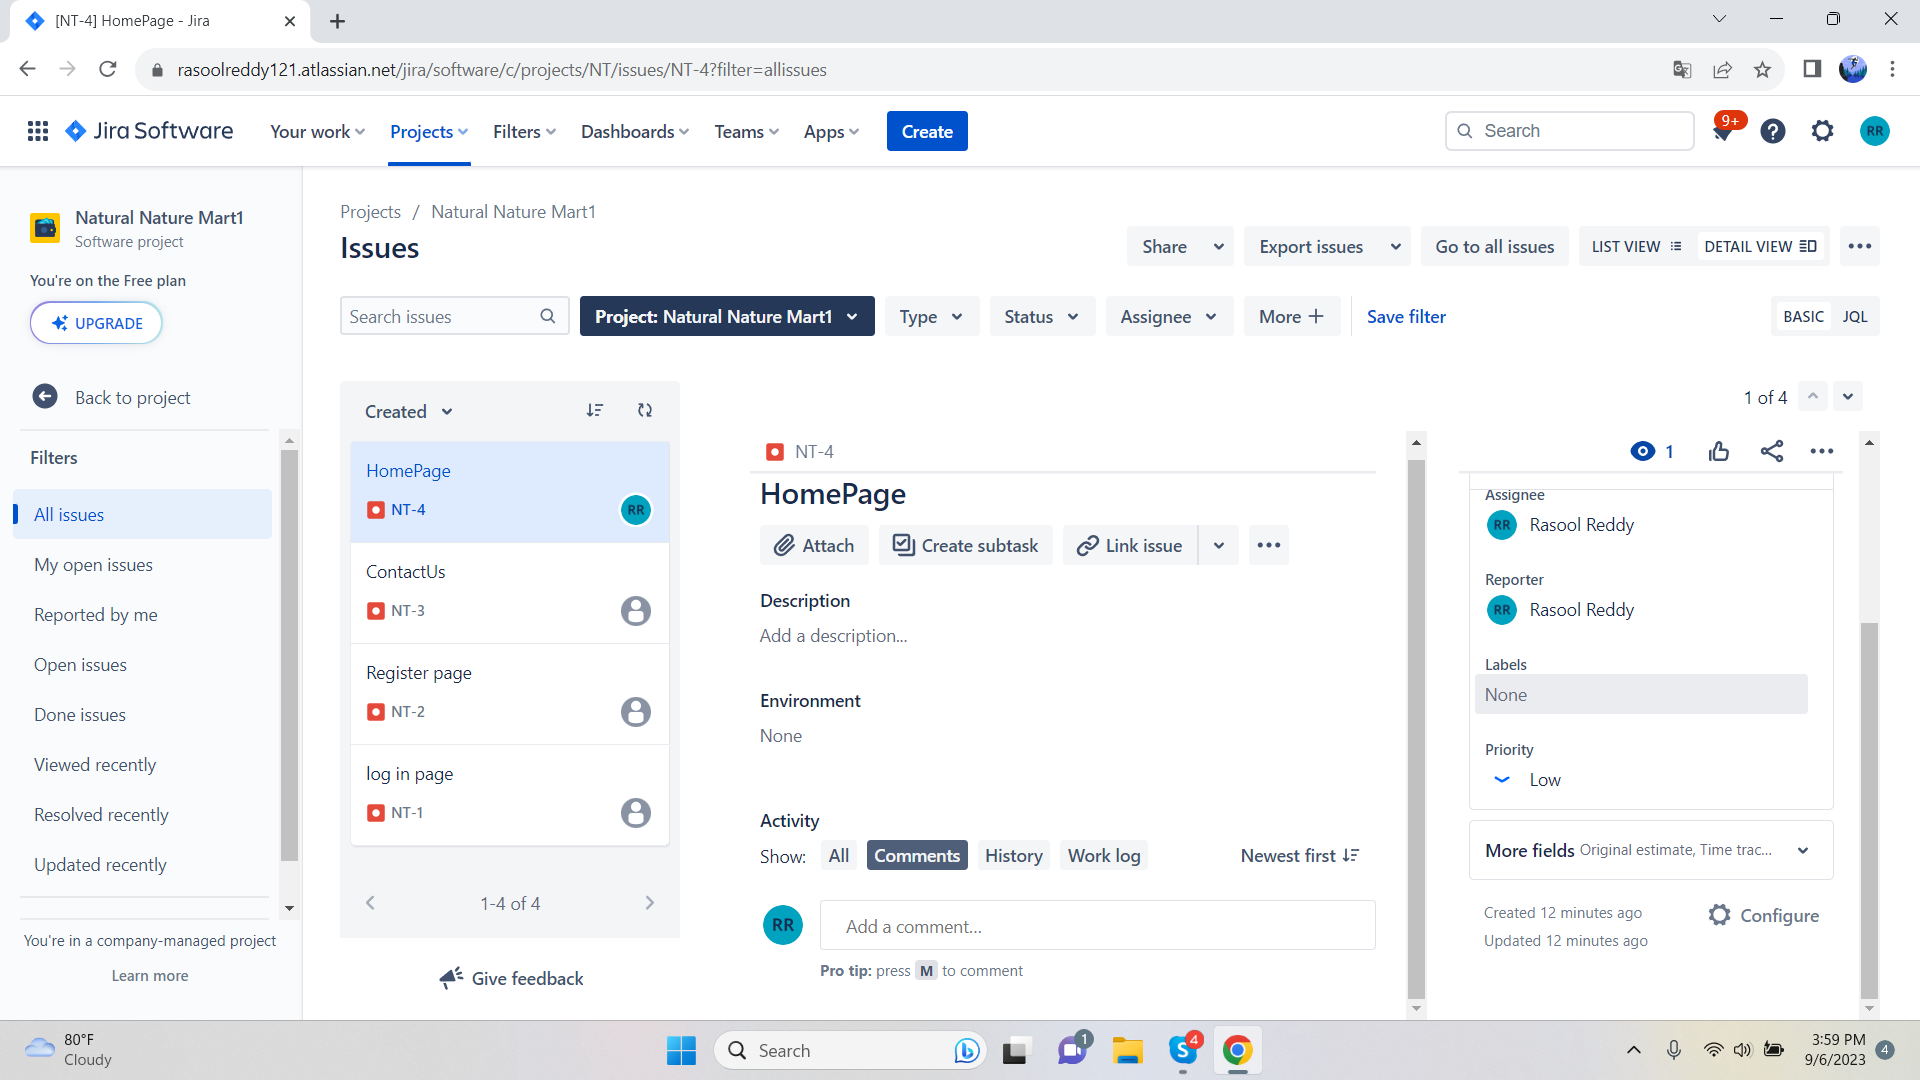 [NT-4] HomePage - Jira
rasoolreddy121.atlassian.net/jira/software/c/projects/NT/issues/NT-4?filter=allissues
Jira Software
Your work
Projects
Filters
Dashboards
Teams
Apps
Create
Search
9+
RR
Natural Nature Mart1
Software project
You're on the Free plan
UPGRADE
Back to project
Filters
All issues
My open issues
Reported by me
Open issues
Done issues
Viewed recently
Resolved recently
Updated recently
You're in a company-managed project
Learn more
Projects / Natural Nature Mart1
Issues
Share
Export issues
Go to all issues
LIST VIEW
DETAIL VIEW
Search issues
Project: Natural Nature Mart1
Type
Status
Assignee
More
Save filter
BASIC
JQL
Created
HomePage
NT-4
RR
ContactUs
NT-3
Register page
NT-2
log in page
NT-1
1-4 of 4
Give feedback
1 of 4
NT-4
HomePage
Attach
Create subtask
Link issue
Description
Add a description...
Environment
None
Activity
Show:
All
Comments
History
Work log
Newest first
RR
Add a comment...
Pro tip: press M to comment
1
Assignee
RR
Rasool Reddy
Reporter
RR
Rasool Reddy
Labels
None
Priority
Low
More fields Original estimate, Time trac...
Created 12 minutes ago
Updated 12 minutes ago
Configure
80°F
Cloudy
Search
1
S
4
3:59 PM
9/6/2023
4